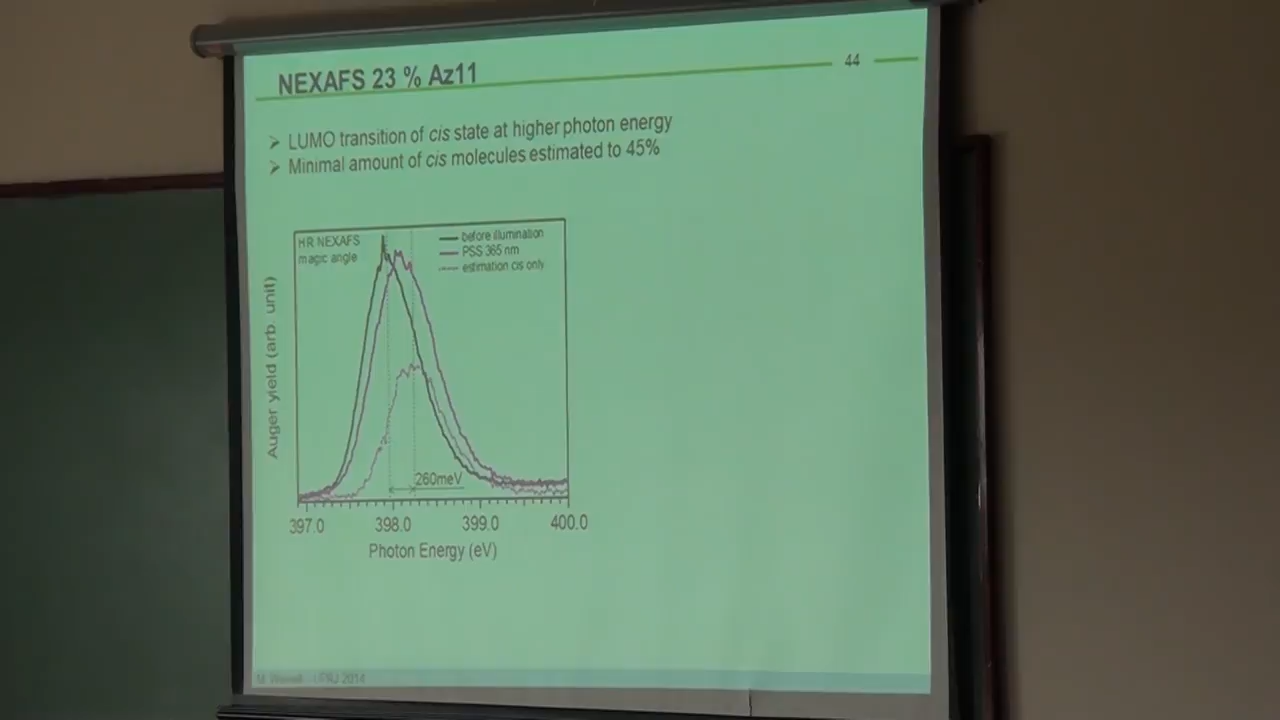 NEXAFS 23 % Az11
44
➢ LUMO transition of cis state at higher photon energy
➢ Minimal amount of cis molecules estimated to 45%
HR NEXAFS
magic angle
before illumination
PSS 365 nm
estimation cis only
Auger yield (arb. unit)
260meV
397.0 398.0 399.0 400.0
Photon Energy (eV)
2014